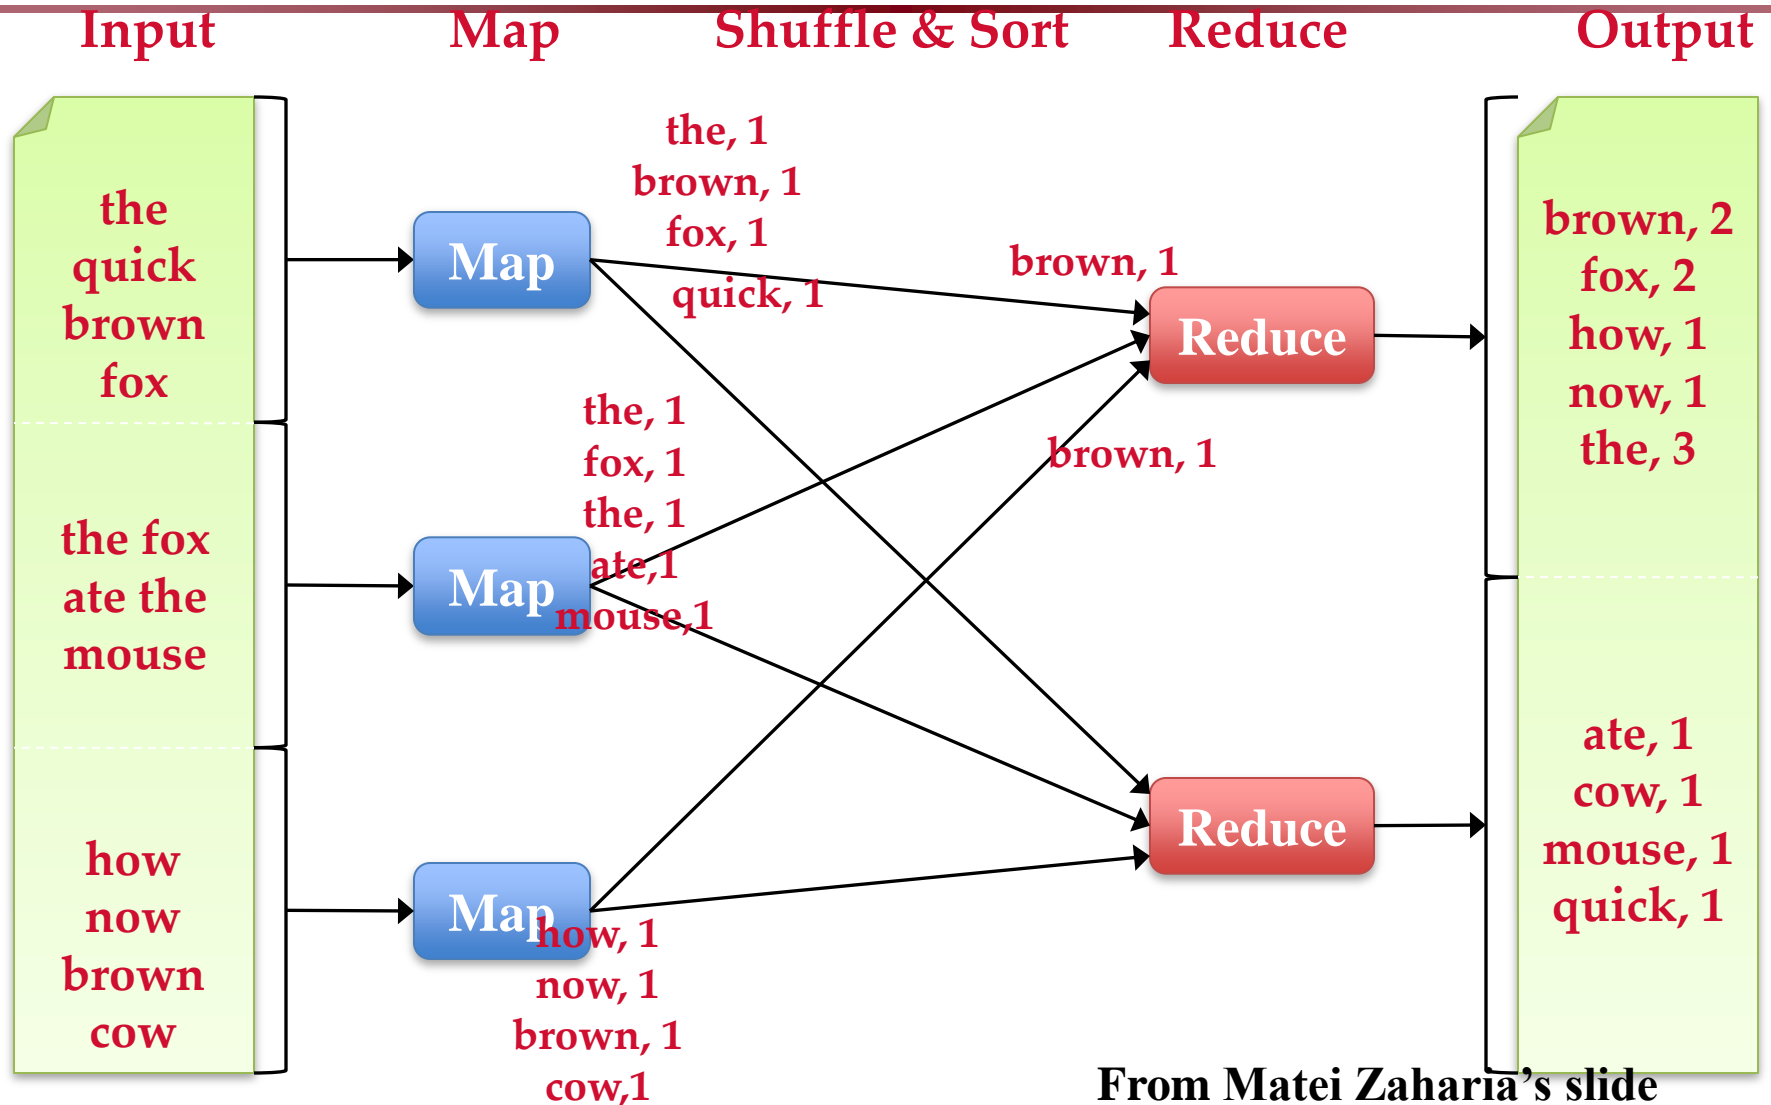 Input Map Shuffle & Sort Reduce Output
the
quick
brown
fox
the fox
ate the
mouse
how
now
brown
cow
Map
the, 1
brown, 1
fox, 1
quick, 1
Map
the, 1
fox, 1
the, 1
ate,1
mouse,1
Map
how, 1
now, 1
brown, 1
cow,1
brown, 1
brown, 1
Reduce
Reduce
brown, 2
fox, 2
how, 1
now, 1
the, 3
ate, 1
cow, 1
mouse, 1
quick, 1
From Matei Zaharia’s slide